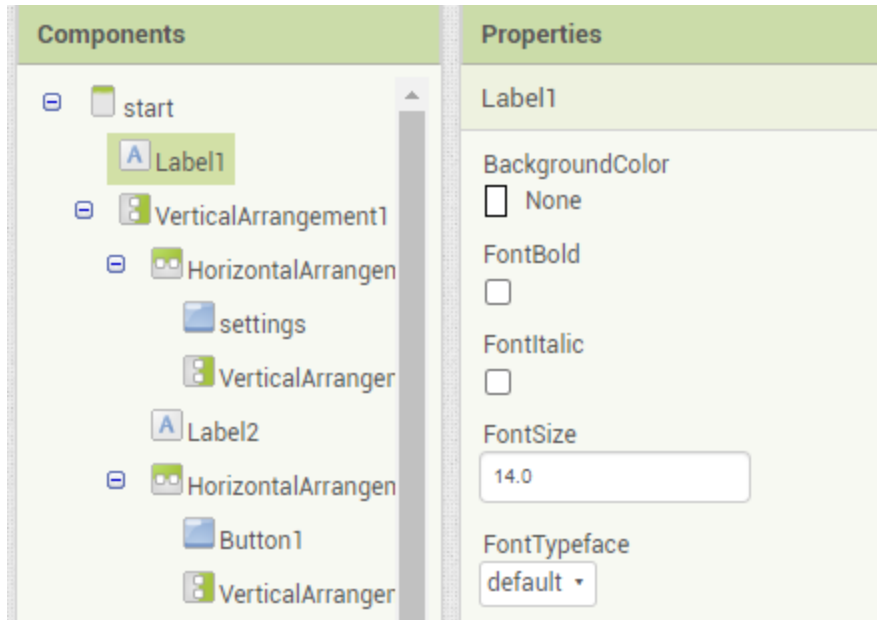 Components
start
Label1
VerticalArrangement1
HorizontalArrangen
settings
VerticalArranger
A Label2
HorizontalArrangen
Button1
VerticalArranger
Properties
Label1
BackgroundColor
None
FontBold
FontItalic
FontSize
14.0
FontTypeface
default